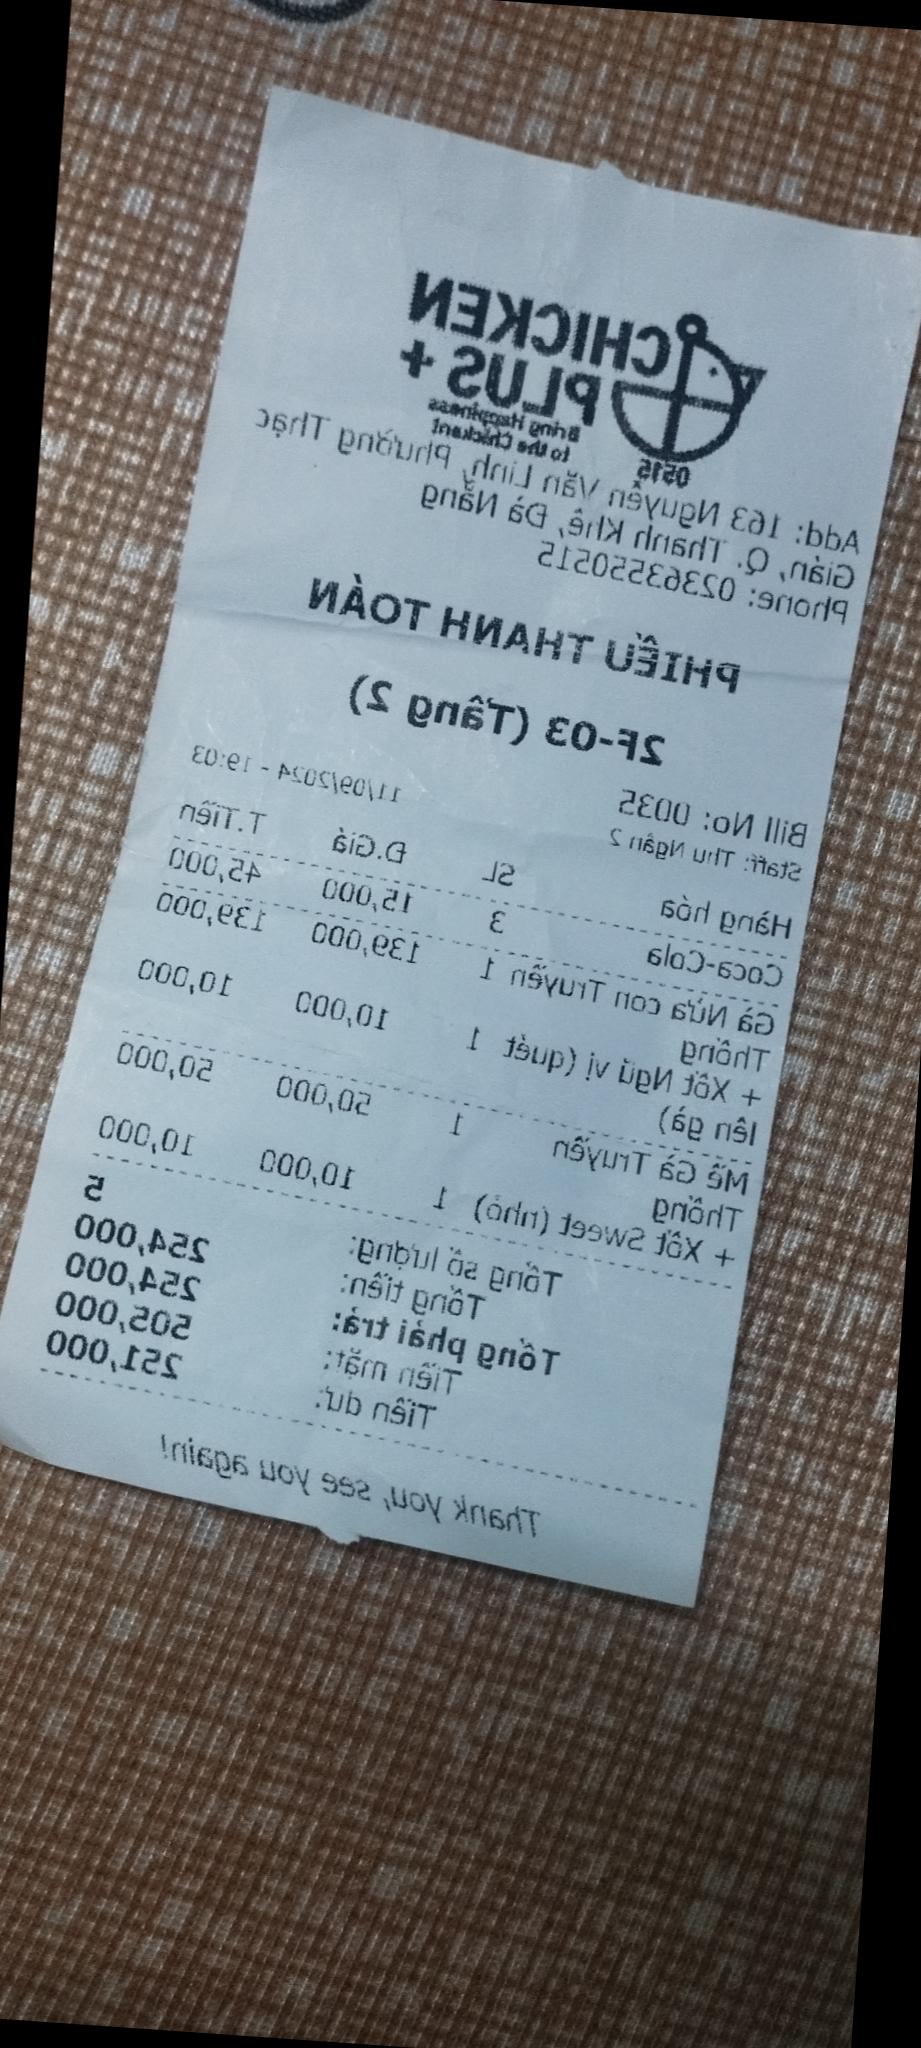 CHICKEN
PLUS +
Bring Happiness
to the Chickant
0515
Add: 163 Nguyễn Văn Linh, Phường Thạc
Gián, Q. Thanh Khê, Đà Nẵng
Phone: 02363550515
PHIẾU THANH TOÁN
2F-03 (Tầng 2)
Bill No: 0035 11/09/2024 - 19:03
Staff: Thu Ngân 2
Hàng hóa SL Đ.Giá T.Tiền
Coca-Cola 3 15,000 45,000
Gà Nửa con Truyền 1 139,000 139,000
Thống
+ Xốt Ngũ vị (quét 1 10,000 10,000
lên gà)
Mề Gà Truyền 1 50,000 50,000
Thống
+ Xốt Sweet (nhỏ) 1 10,000 10,000
Tổng số lượng: 5
Tổng tiền: 254,000
Tổng phải trả: 254,000
Tiền mặt: 505,000
Tiền dư: 251,000
Thank you, see you again!